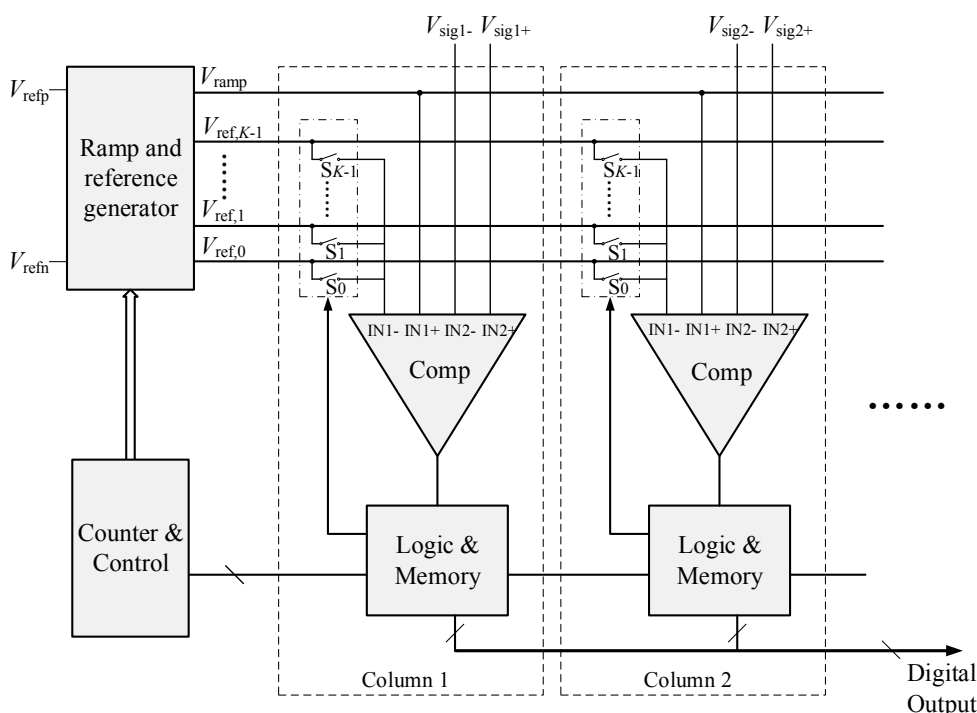 Vsig1- Vsig1+
Vsig2- Vsig2+
Vrefp
Vramp
Ramp and
reference
generator
Vref,K-1
Vref,1
Vref,0
Vrefn
SK-1
S1
S0
SK-1
S1
S0
IN1- IN1+ IN2- IN2+
Comp
IN1- IN1+ IN2- IN2+
Comp
......
Counter &
Control
Logic &
Memory
Logic &
Memory
Column 1
Column 2
Digital
Output